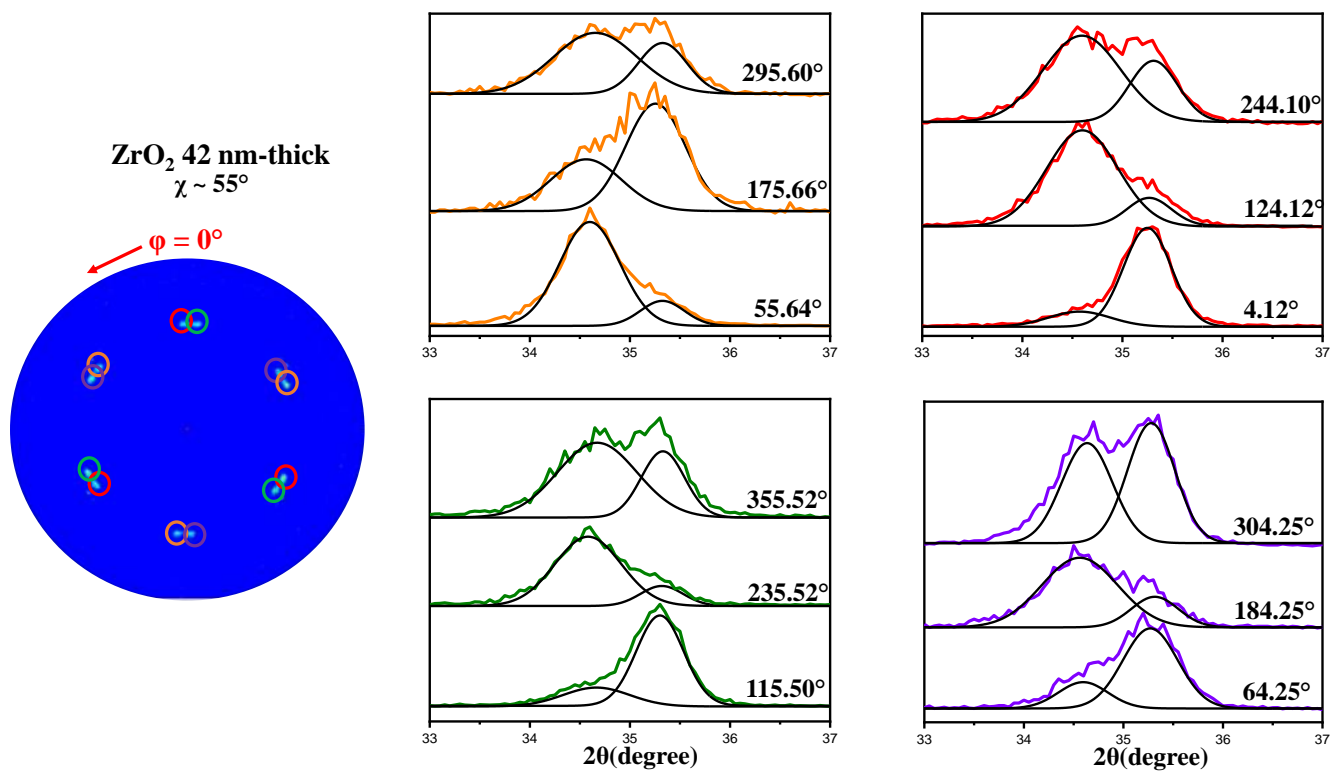 ZrO₂ 42 nm-thick
χ ~ 55°
φ = 0°
295.60°
175.66°
55.64°
33 34 35 36 37
244.10°
124.12°
4.12°
33 34 35 36 37
355.52°
235.52°
115.50°
33 34 35 36 37
2θ(degree)
304.25°
184.25°
64.25°
33 34 35 36 37
2θ(degree)